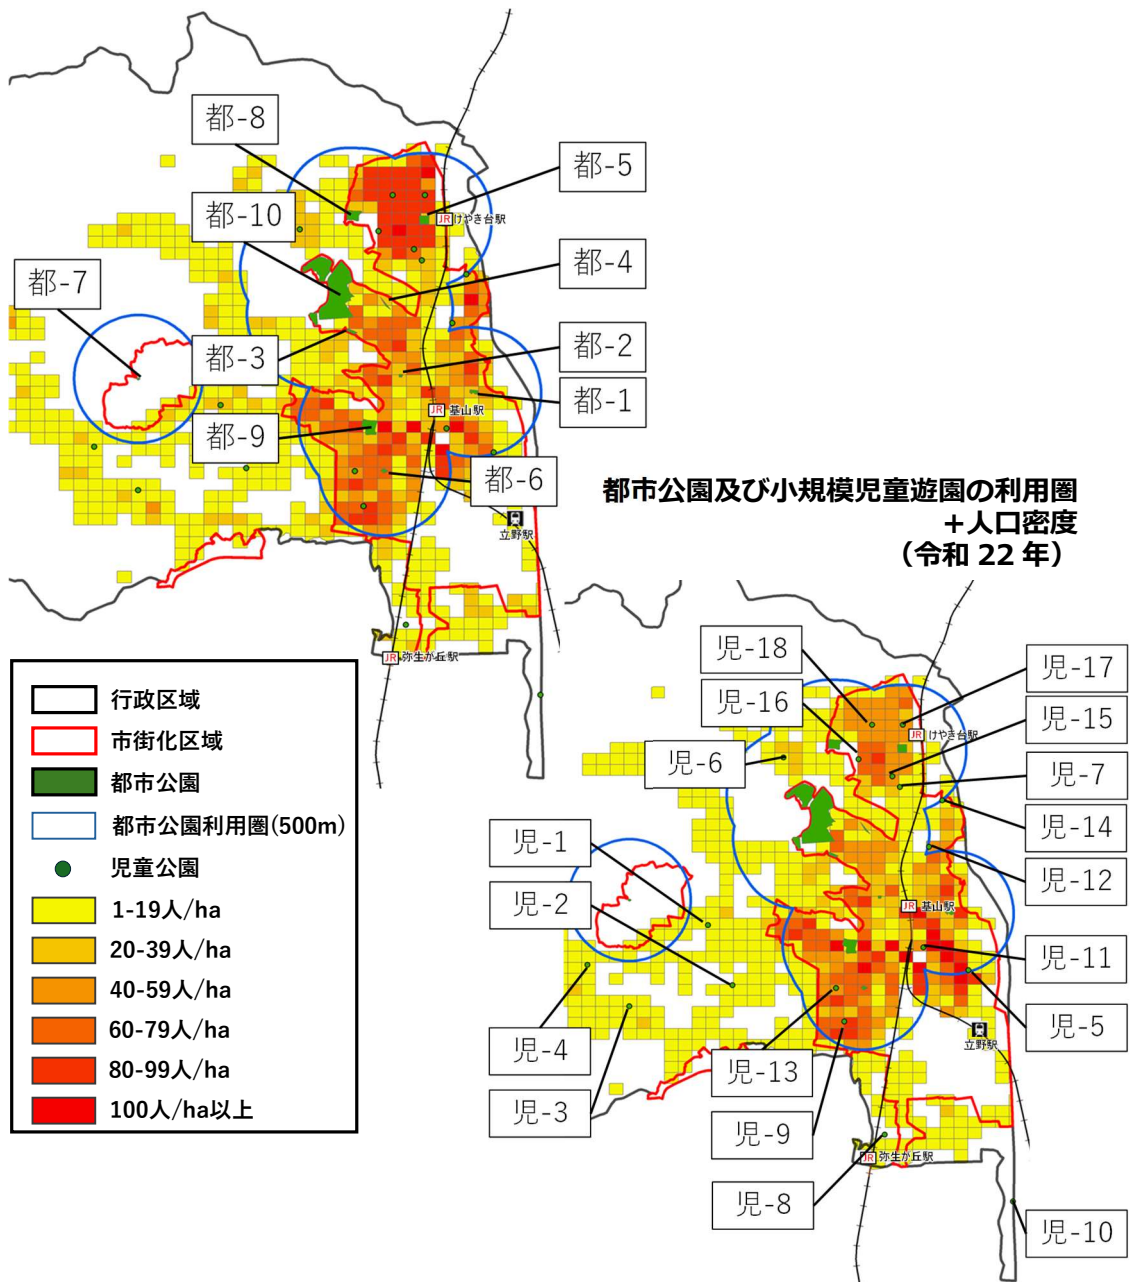 都-8
都-5
都-10
JR けやき台駅
都-4
都-7
都-2
都-3
都-1
JR 基山駅
都-9
都-6
立野駅
JR 弥生が丘駅
都市公園及び小規模児童遊園の利用圏
+人口密度
(令和 22 年)
行政区域
市街化区域
都市公園
都市公園利用圏(500m)
児童公園
1-19人/ha
20-39人/ha
40-59人/ha
60-79人/ha
80-99人/ha
100人/ha以上
児-18
児-17
児-16
児-15
JR けやき台駅
児-6
児-7
児-14
児-1
児-12
児-2
JR 基山駅
児-11
児-5
児-4
立野駅
児-13
児-3
児-9
JR 弥生が丘駅
児-8
児-10